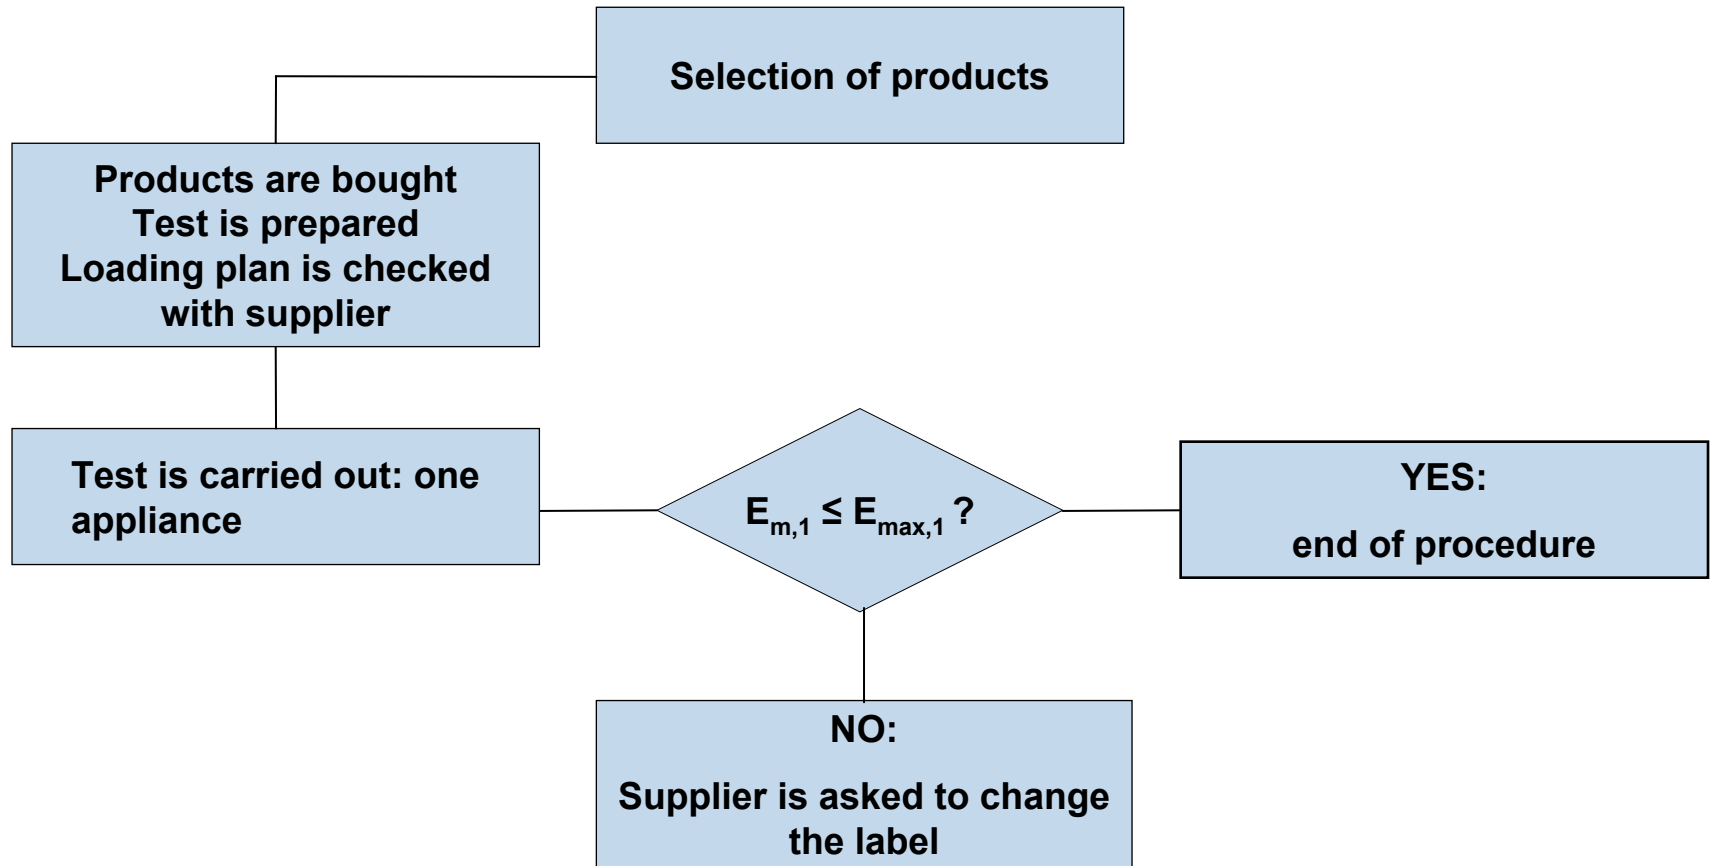 Selection of products
Products are bought
Test is prepared
Loading plan is checked
with supplier
Test is carried out: one
appliance
Em,1 ≤ Emax,1 ?
YES:
end of procedure
NO:
Supplier is asked to change
the label